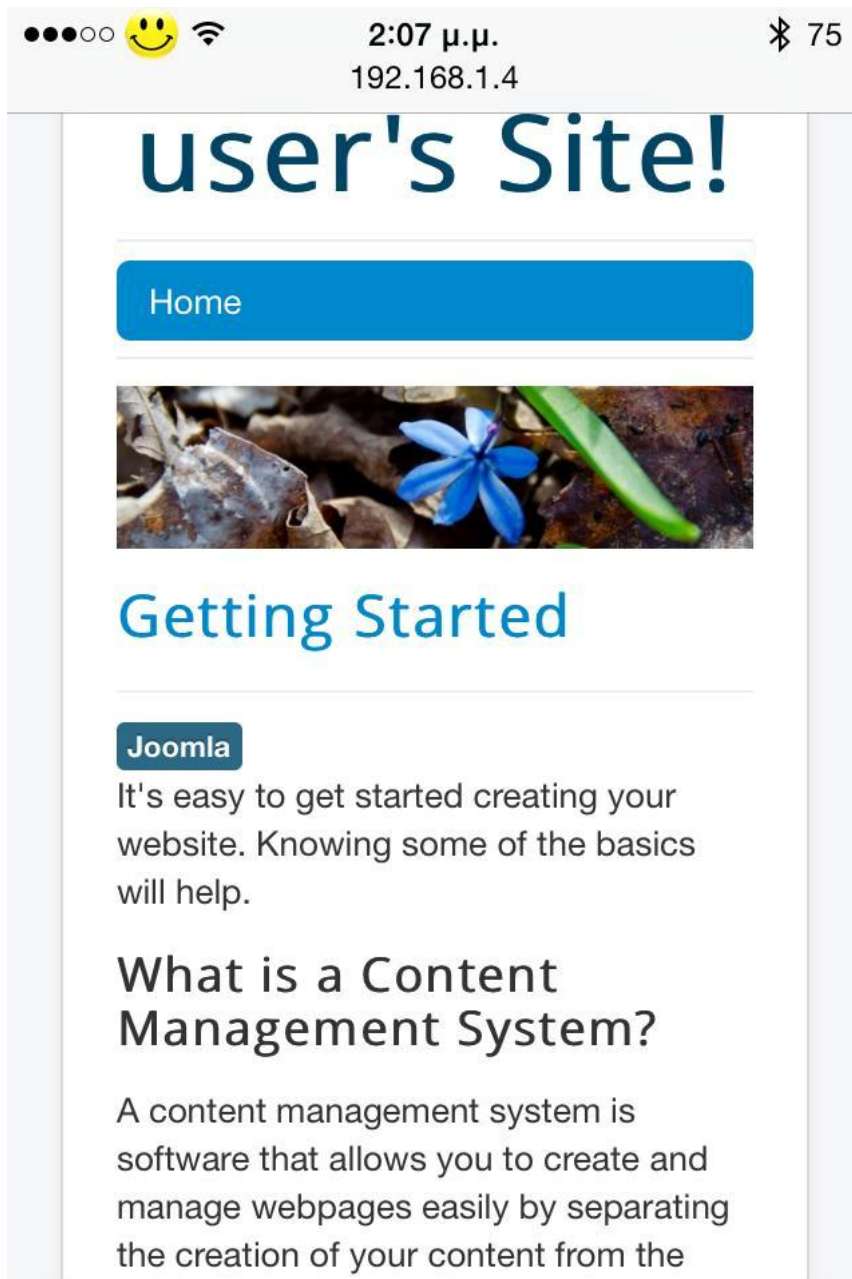 2:07 μ.μ.
75
192.168.1.4
user's Site!
Home
Getting Started
Joomla
It's easy to get started creating your
website. Knowing some of the basics
will help.
What is a Content
Management System?
A content management system is
software that allows you to create and
manage webpages easily by separating
the creation of your content from the